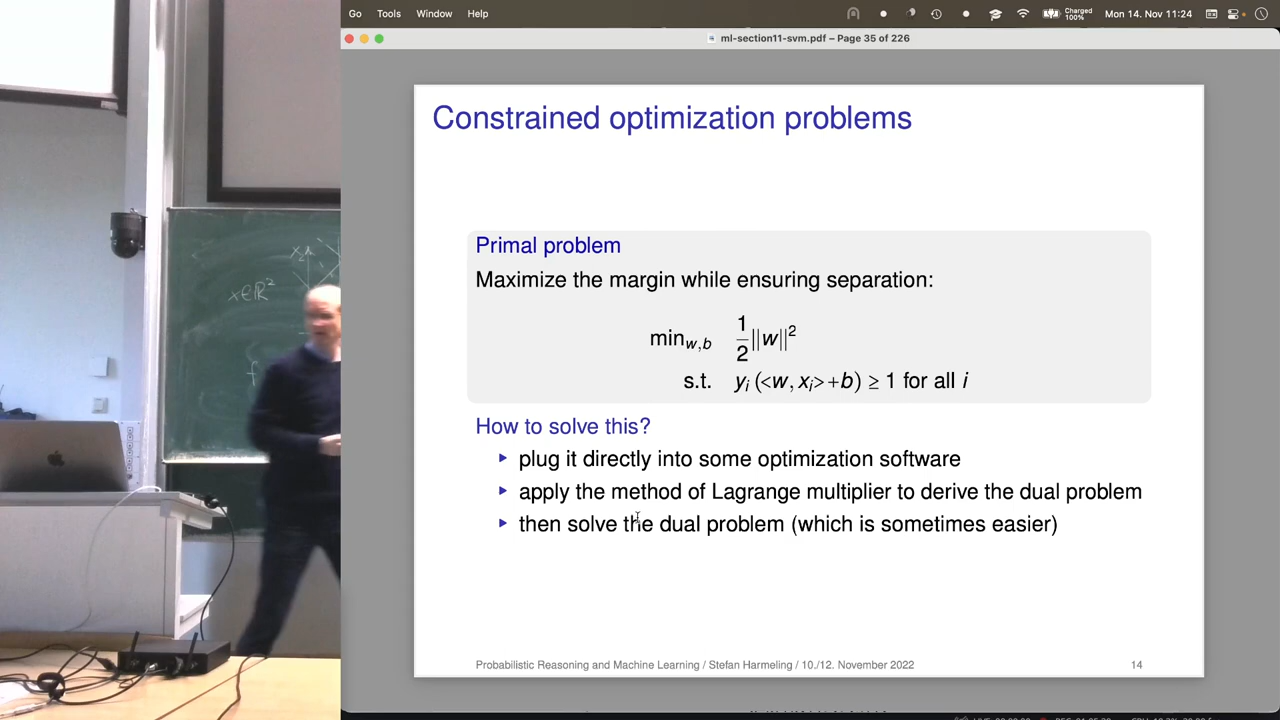 Go Tools Window Help
Charged 100% Mon 14. Nov 11:24
ml-section11-svm.pdf – Page 35 of 226
Constrained optimization problems
x₂
x∈ℝ²
f
Primal problem
Maximize the margin while ensuring separation:
min_{w,b} 1/2 ||w||²
s.t. yᵢ (<w, xᵢ> + b) ≥ 1 for all i
How to solve this?
▸ plug it directly into some optimization software
▸ apply the method of Lagrange multiplier to derive the dual problem
▸ then solve the dual problem (which is sometimes easier)
Probabilistic Reasoning and Machine Learning / Stefan Harmeling / 10./12. November 2022 14